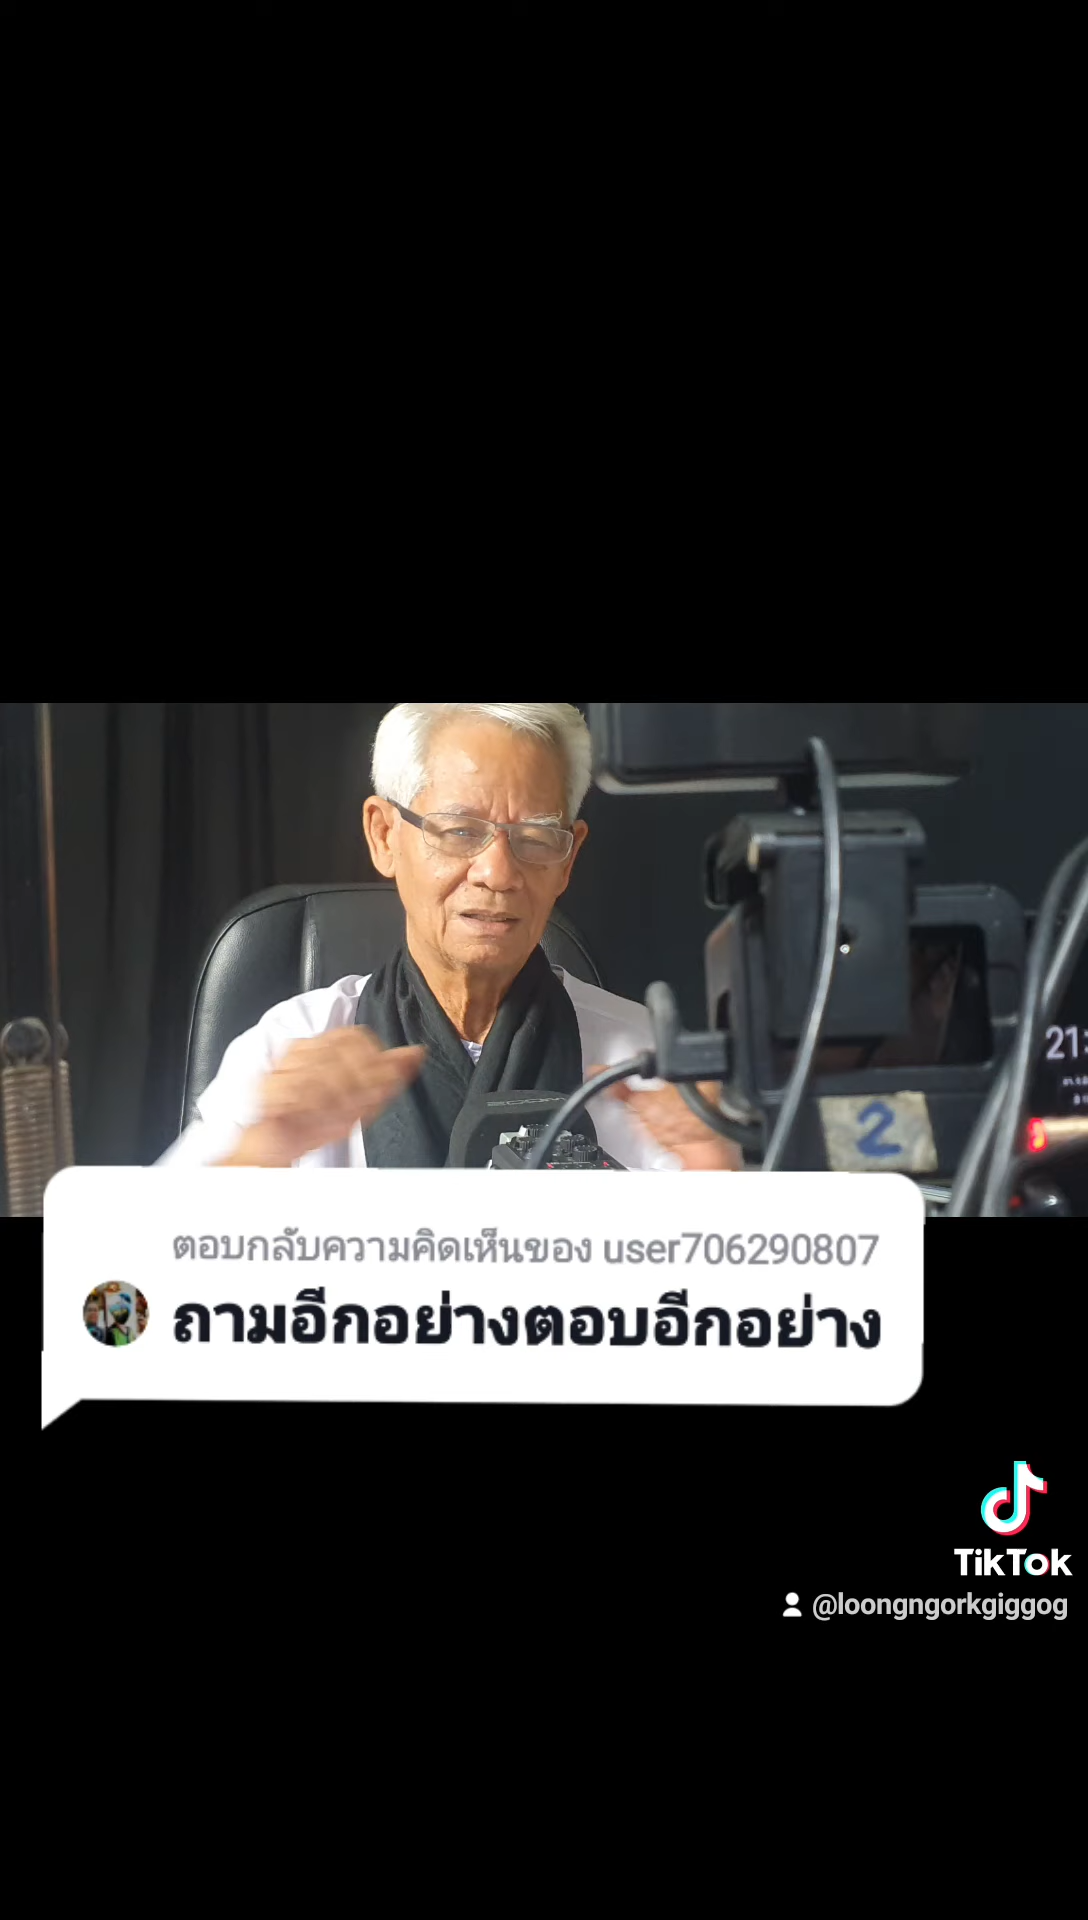 zoom
21:
2
ตอบกลับความคิดเห็นของ user706290807
ถามอีกอย่างตอบอีกอย่าง
TikTok
@loongngorkgiggog